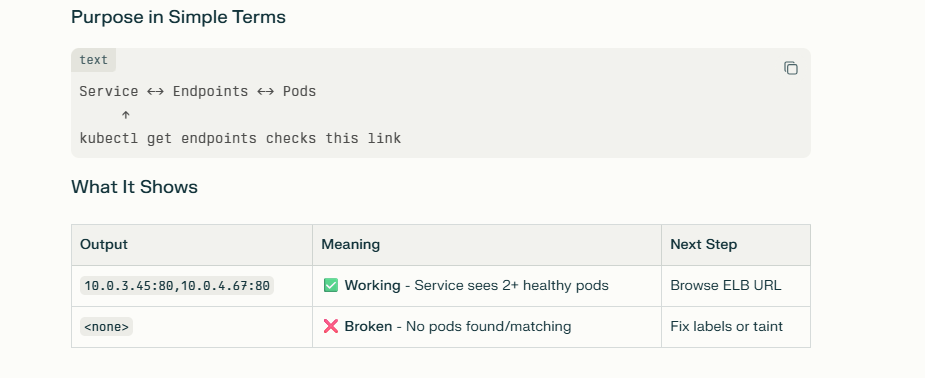 Purpose in Simple Terms
text
Service ↔ Endpoints ↔ Pods
↑
kubectl get endpoints checks this link
What It Shows
Output Meaning Next Step
10.0.3.45:80,10.0.4.67:80 ✅ Working - Service sees 2+ healthy pods Browse ELB URL
<none> ❌ Broken - No pods found/matching Fix labels or taint